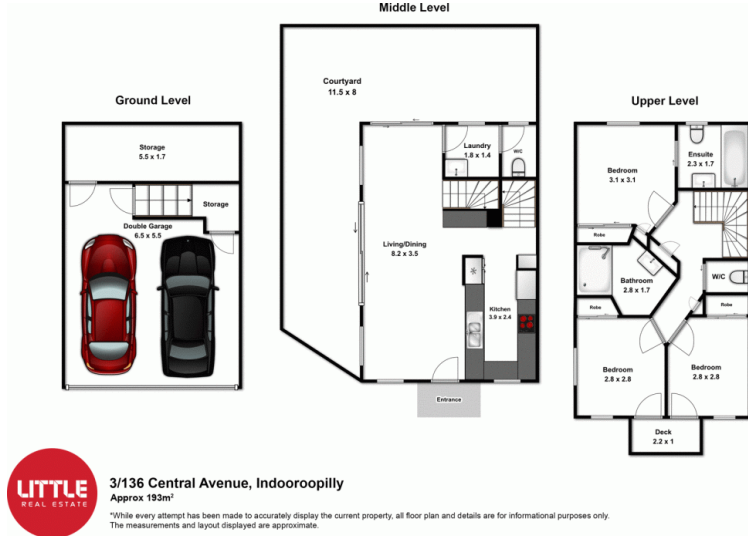 Middle Level
Courtyard
11.5 x 8
Ground Level
Storage
5.5 x 1.7
Storage
Double Garage
6.5 x 5.5
Laundry
1.8 x 1.4
W/C
Living/Dining
8.2 x 3.5
Kitchen
3.9 x 2.4
Entrance
Upper Level
Bedroom
3.1 x 3.1
Ensuite
2.3 x 1.7
Robe
Bathroom
2.8 x 1.7
W/C
Robe
Robe
Bedroom
2.8 x 2.8
Bedroom
2.8 x 2.8
Deck
2.2 x 1
LITTLE
REAL ESTATE
3/136 Central Avenue, Indooroopilly
Approx 193m²
*While every attempt has been made to accurately display the current property, all floor plan and details are for informational purposes only.
The measurements and layout displayed are approximate.